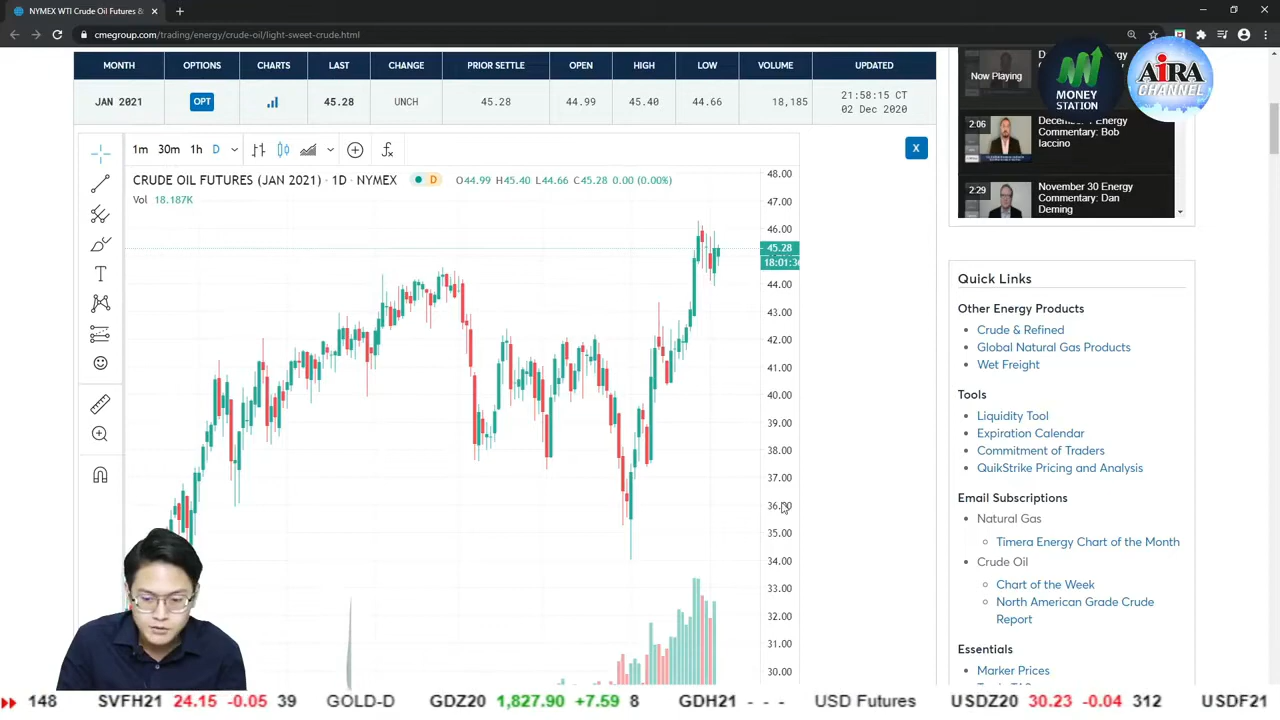 NYMEX WTI Crude Oil Futures &
cmegroup.com/trading/energy/crude-oil/light-sweet-crude.html
MONTH OPTIONS CHARTS LAST CHANGE PRIOR SETTLE OPEN HIGH LOW VOLUME UPDATED
JAN 2021 OPT 45.28 UNCH 45.28 44.99 45.40 44.66 18,185 21:58:15 CT
02 Dec 2020
1m 30m 1h D
X
CRUDE OIL FUTURES (JAN 2021) · 1D · NYMEX D O44.99 H45.40 L44.66 C45.28 0.00 (0.00%)
Vol 18.187K
48.00
47.00
46.00
45.28
18:01:3
44.00
43.00
42.00
41.00
40.00
39.00
38.00
37.00
36.00
35.00
34.00
33.00
32.00
31.00
30.00
Now Playing
MONEY
STATION
AiRA
CHANNEL
2:06
December 1 Energy
Commentary: Bob
Iaccino
2:29
November 30 Energy
Commentary: Dan
Deming
Quick Links
Other Energy Products
Crude & Refined
Global Natural Gas Products
Wet Freight
Tools
Liquidity Tool
Expiration Calendar
Commitment of Traders
QuikStrike Pricing and Analysis
Email Subscriptions
Natural Gas
Timera Energy Chart of the Month
Crude Oil
Chart of the Week
North American Grade Crude
Report
Essentials
Marker Prices
148 SVFH21 24.15 -0.05 39 GOLD-D GDZ20 1,827.90 +7.59 8 GDH21 - - - USD Futures USDZ20 30.23 -0.04 312 USDF21